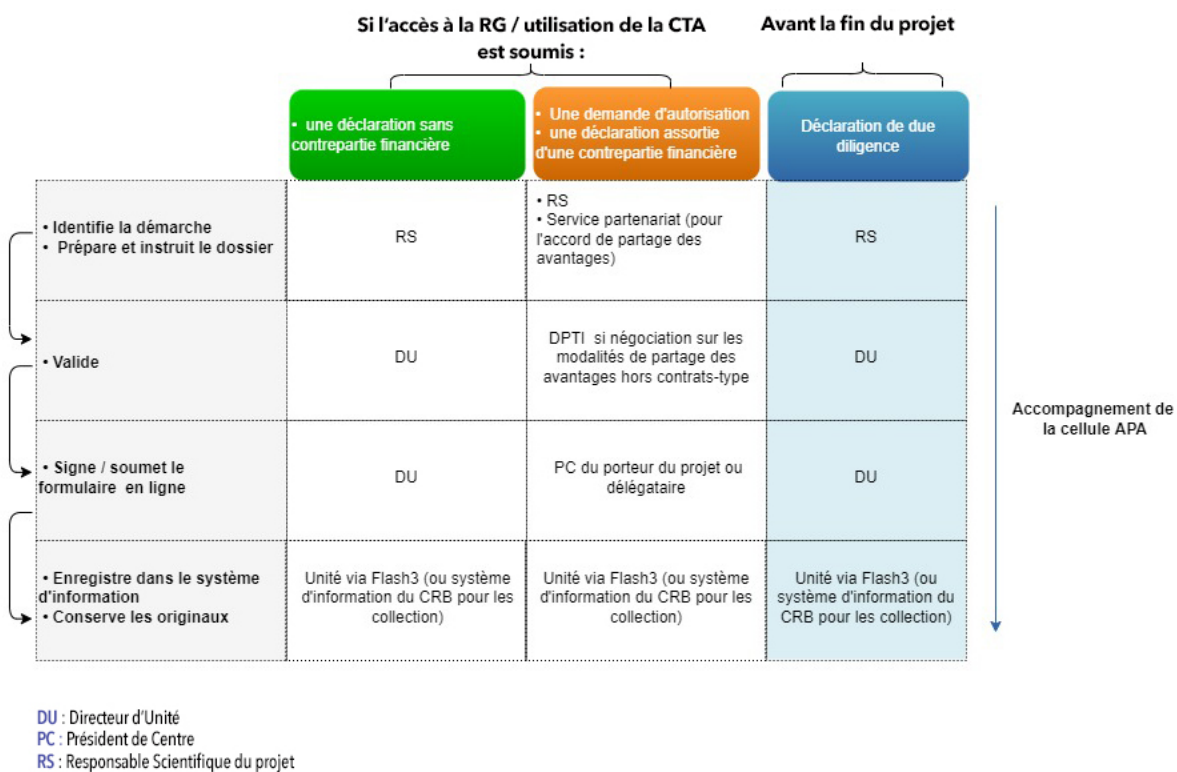 Si l'accès à la RG / utilisation de la CTA
est soumis :
Avant la fin du projet
▪ une déclaration sans
contrepartie financière
▪ Une demande d'autorisation
▪ une déclaration assortie
d'une contrepartie financière
Déclaration de due
diligence
• Identifie la démarche
• Prépare et instruit le dossier
RS
• RS
• Service partenariat (pour
l'accord de partage des
avantages)
RS
• Valide
DU
DPTI si négociation sur les
modalités de partage des
avantages hors contrats-type
DU
• Signe / soumet le
formulaire en ligne
DU
PC du porteur du projet ou
délégataire
DU
• Enregistre dans le système
d'information
• Conserve les originaux
Unité via Flash3 (ou système
d'information du CRB pour les
collection)
Unité via Flash3 (ou système
d'information du CRB pour les
collection)
Unité via Flash3 (ou
système d'information du
CRB pour les collection)
Accompagnement de
la cellule APA
DU : Directeur d'Unité
PC : Président de Centre
RS : Responsable Scientifique du projet